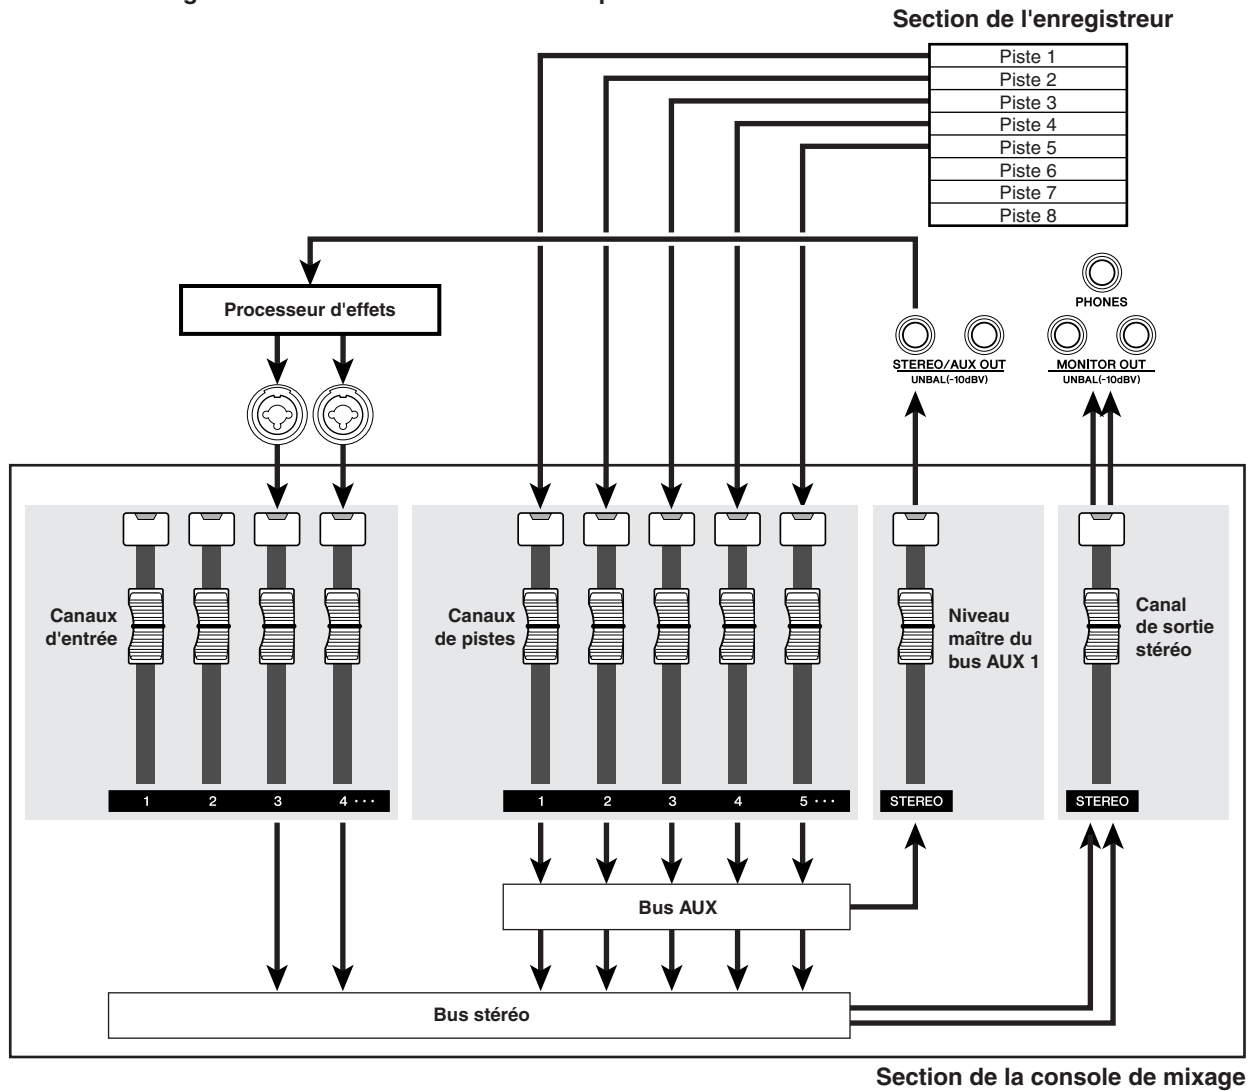 Section de l'enregistreur
Piste 1
Piste 2
Piste 3
Piste 4
Piste 5
Piste 6
Piste 7
Piste 8
Processeur d'effets
PHONES
STEREO/AUX OUT
UNBAL(-10dBV)
MONITOR OUT
UNBAL(-10dBV)
Canaux
d'entrée
Canaux
de pistes
Niveau
maître du
bus AUX 1
Canal
de sortie
stéréo
1 2 3 4 ···
1 2 3 4 5 ···
STEREO
STEREO
Bus AUX
Bus stéréo
Section de la console de mixage